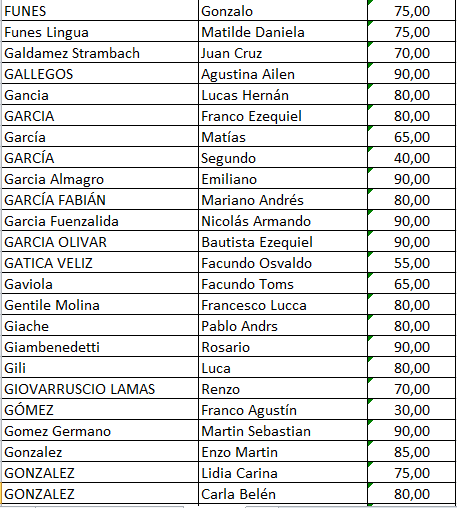 FUNES Gonzalo 75,00
Funes Lingua Matilde Daniela 75,00
Galdamez Strambach Juan Cruz 70,00
GALLEGOS Agustina Ailen 90,00
Gancia Lucas Hernán 80,00
GARCIA Franco Ezequiel 80,00
García Matías 65,00
GARCÍA Segundo 40,00
Garcia Almagro Emiliano 90,00
GARCÍA FABIÁN Mariano Andrés 80,00
Garcia Fuenzalida Nicolás Armando 90,00
GARCIA OLIVAR Bautista Ezequiel 90,00
GATICA VELIZ Facundo Osvaldo 55,00
Gaviola Facundo Toms 65,00
Gentile Molina Francesco Lucca 80,00
Giache Pablo Andrs 80,00
Giambenedetti Rosario 90,00
Gili Luca 80,00
GIOVARRUSCIO LAMAS Renzo 70,00
GÓMEZ Franco Agustín 30,00
Gomez Germano Martin Sebastian 90,00
Gonzalez Enzo Martin 85,00
GONZALEZ Lidia Carina 75,00
GONZALEZ Carla Belén 80,00